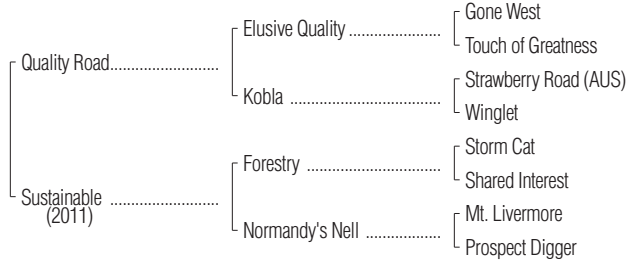 Gone West
Elusive Quality ....................
Touch of Greatness
Quality Road........................
Strawberry Road (AUS)
Kobla .................................
Winglet
Storm Cat
Forestry .............................
Shared Interest
Sustainable ........................
(2011)
Mt. Livermore
Normandy's Nell .................
Prospect Digger